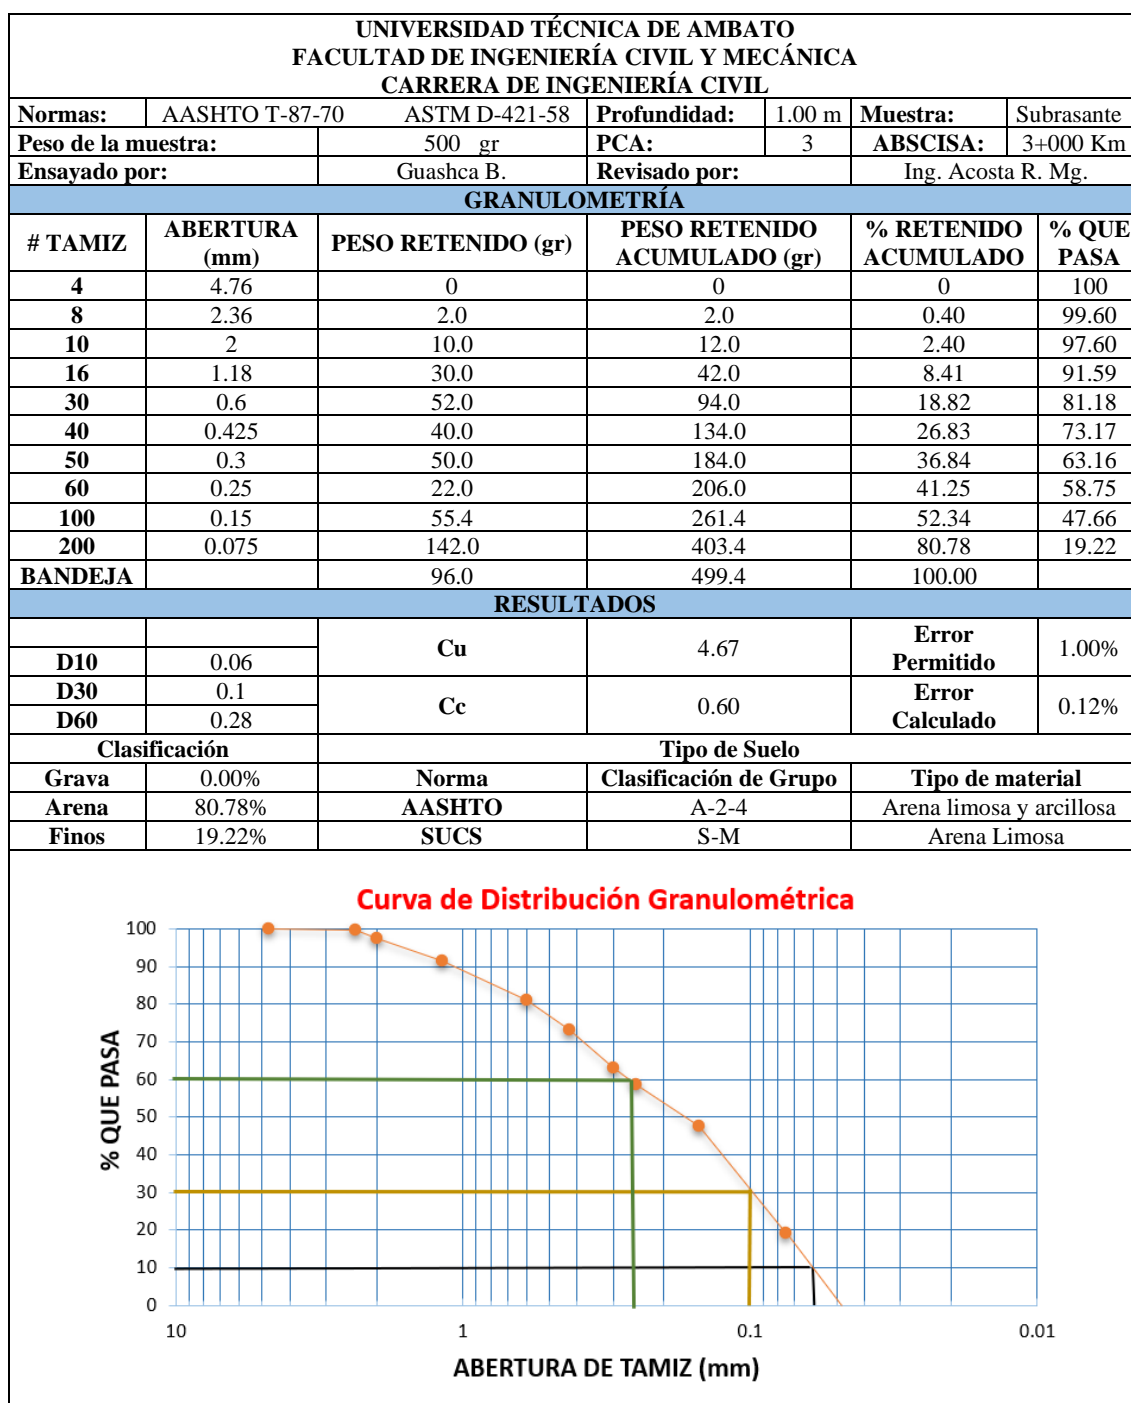 UNIVERSIDAD TÉCNICA DE AMBATO
FACULTAD DE INGENIERÍA CIVIL Y MECÁNICA
CARRERA DE INGENIERÍA CIVIL
Normas: AASHTO T-87-70 ASTM D-421-58 Profundidad: 1.00 m Muestra: Subrasante
Peso de la muestra: 500 gr PCA: 3 ABSCISA: 3+000 Km
Ensayado por: Guashca B. Revisado por: Ing. Acosta R. Mg.
GRANULOMETRÍA
# TAMIZ ABERTURA (mm) PESO RETENIDO (gr) PESO RETENIDO ACUMULADO (gr) % RETENIDO ACUMULADO % QUE PASA
4 4.76 0 0 0 100
8 2.36 2.0 2.0 0.40 99.60
10 2 10.0 12.0 2.40 97.60
16 1.18 30.0 42.0 8.41 91.59
30 0.6 52.0 94.0 18.82 81.18
40 0.425 40.0 134.0 26.83 73.17
50 0.3 50.0 184.0 36.84 63.16
60 0.25 22.0 206.0 41.25 58.75
100 0.15 55.4 261.4 52.34 47.66
200 0.075 142.0 403.4 80.78 19.22
BANDEJA 96.0 499.4 100.00
RESULTADOS
Cu 4.67 Error Permitido 1.00%
D10 0.06
D30 0.1
Cc 0.60 Error Calculado 0.12%
D60 0.28
Clasificación Tipo de Suelo
Grava 0.00% Norma Clasificación de Grupo Tipo de material
Arena 80.78% AASHTO A-2-4 Arena limosa y arcillosa
Finos 19.22% SUCS S-M Arena Limosa
Curva de Distribución Granulométrica
% QUE PASA
100
90
80
70
60
50
40
30
20
10
0
10 1 0.1 0.01
ABERTURA DE TAMIZ (mm)